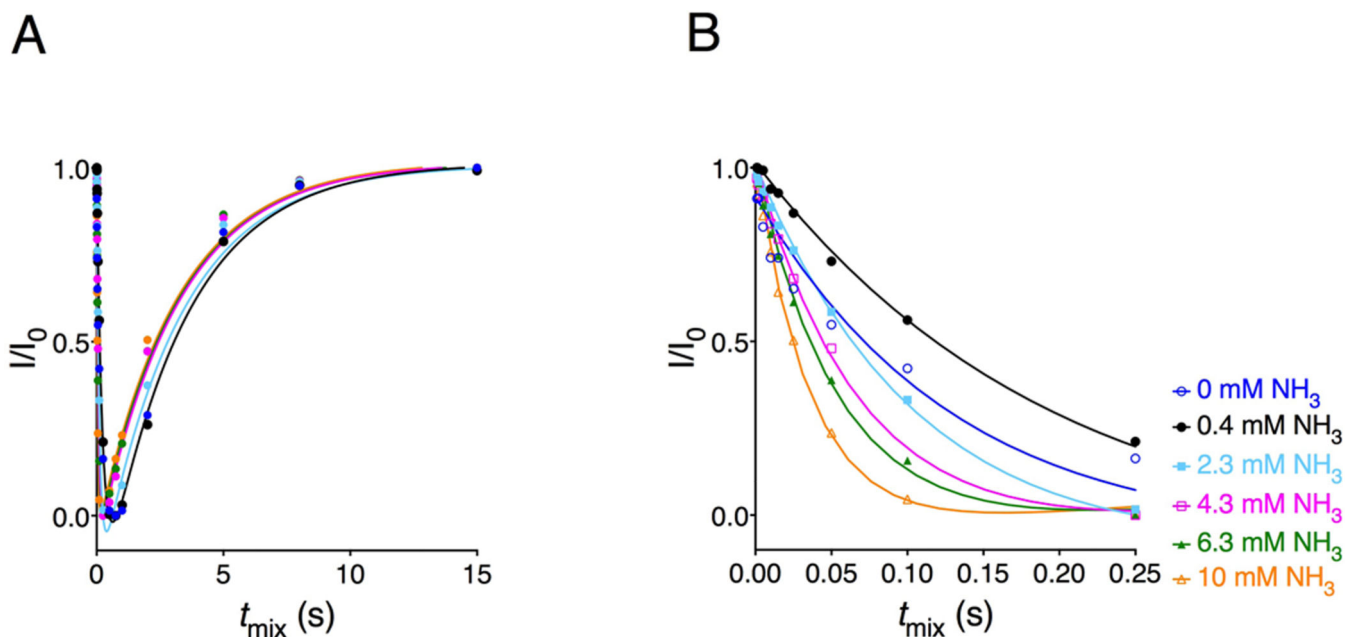 A
B
1.0
0.5
0.0
I/I0
0
5
10
15
tmix (s)
1.0
0.5
0.0
I/I0
0.00
0.05
0.10
0.15
0.20
0.25
tmix (s)
0 mM NH3
0.4 mM NH3
2.3 mM NH3
4.3 mM NH3
6.3 mM NH3
10 mM NH3